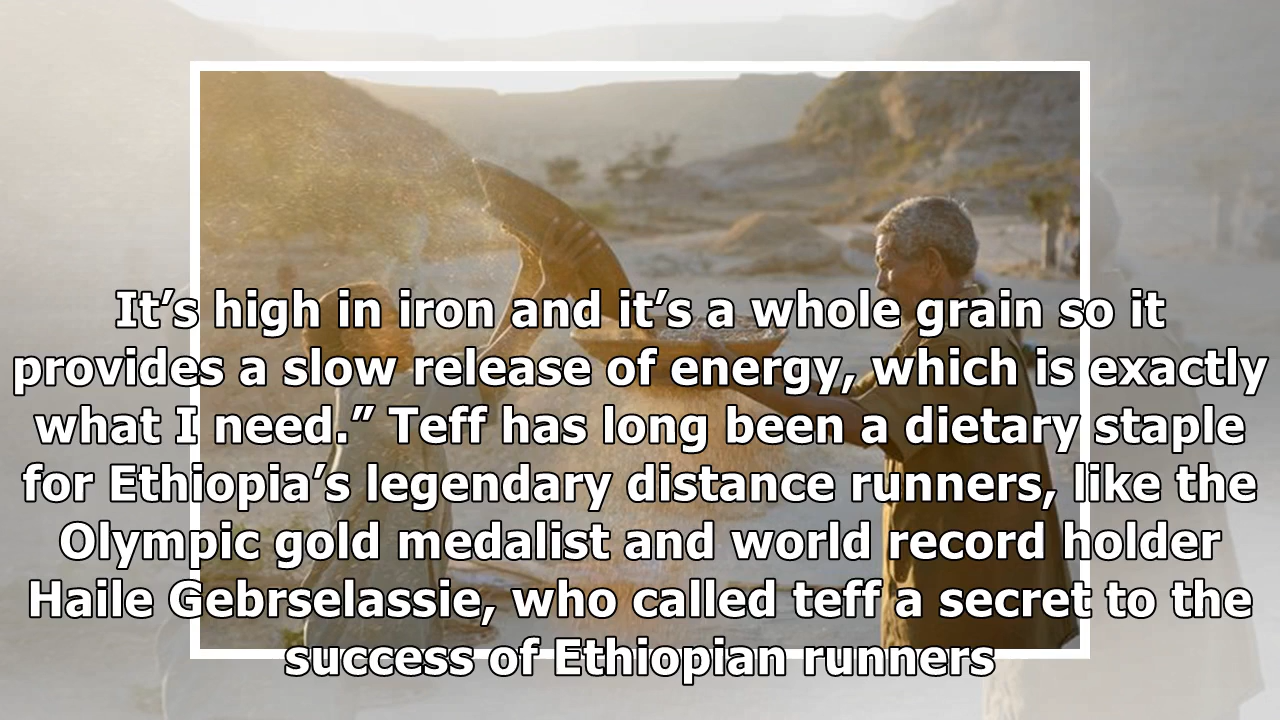 It’s high in iron and it’s a whole grain so it
provides a slow release of energy, which is exactly
what I need.” Teff has long been a dietary staple
for Ethiopia’s legendary distance runners, like the
Olympic gold medalist and world record holder
Haile Gebrselassie, who called teff a secret to the
success of Ethiopian runners